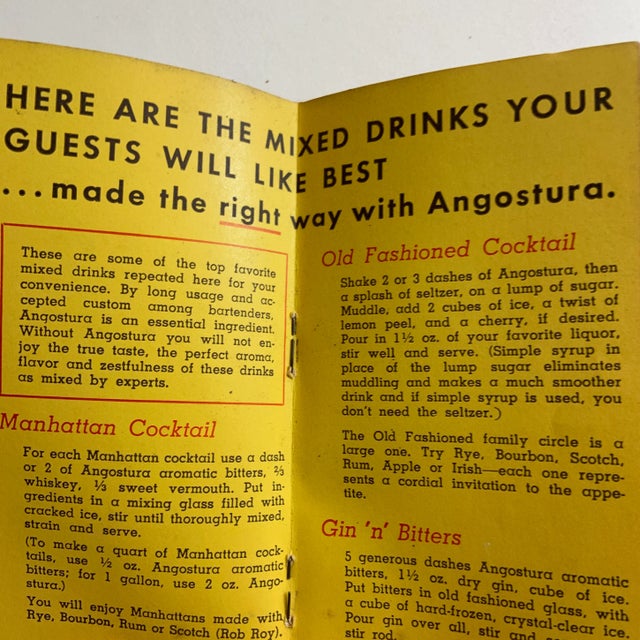 HERE ARE THE MIXED DRINKS YOUR
GUESTS WILL LIKE BEST
...made the right way with Angostura.
These are some of the top favorite
mixed drinks repeated here for your
convenience. By long usage and ac-
cepted custom among bartenders,
Angostura is an essential ingredient.
Without Angostura you will not en-
joy the true taste, the perfect aroma,
flavor and zestfulness of these drinks
as mixed by experts.
Manhattan Cocktail
For each Manhattan cocktail use a dash
or 2 of Angostura aromatic bitters, ⅔
whiskey, ⅓ sweet vermouth. Put in-
gredients in a mixing glass filled with
cracked ice, stir until thoroughly mixed,
strain and serve.
(To make a quart of Manhattan cock-
tails, use ½ oz. Angostura aromatic
bitters; for 1 gallon, use 2 oz. Ango-
stura.)
You will enjoy Manhattans made with
Rye, Bourbon, Rum or Scotch (Rob Roy).
Old Fashioned Cocktail
Shake 2 or 3 dashes of Angostura, then
a splash of seltzer, on a lump of sugar.
Muddle, add 2 cubes of ice, a twist of
lemon peel, and a cherry, if desired.
Pour in 1½ oz. of your favorite liquor,
stir well and serve. (Simple syrup in
place of the lump sugar eliminates
muddling and makes a much smoother
drink and if simple syrup is used, you
don't need the seltzer.)
The Old Fashioned family circle is a
large one. Try Rye, Bourbon, Scotch,
Rum, Apple or Irish—each one repre-
sents a cordial invitation to the appe-
tite.
Gin 'n' Bitters
5 generous dashes Angostura aromatic
bitters, 1½ oz. dry gin, cube of ice.
Put bitters in old fashioned glass, with
a cube of hard-frozen, crystal-clear ice.
Pour gin over all, stir and
stir rod.